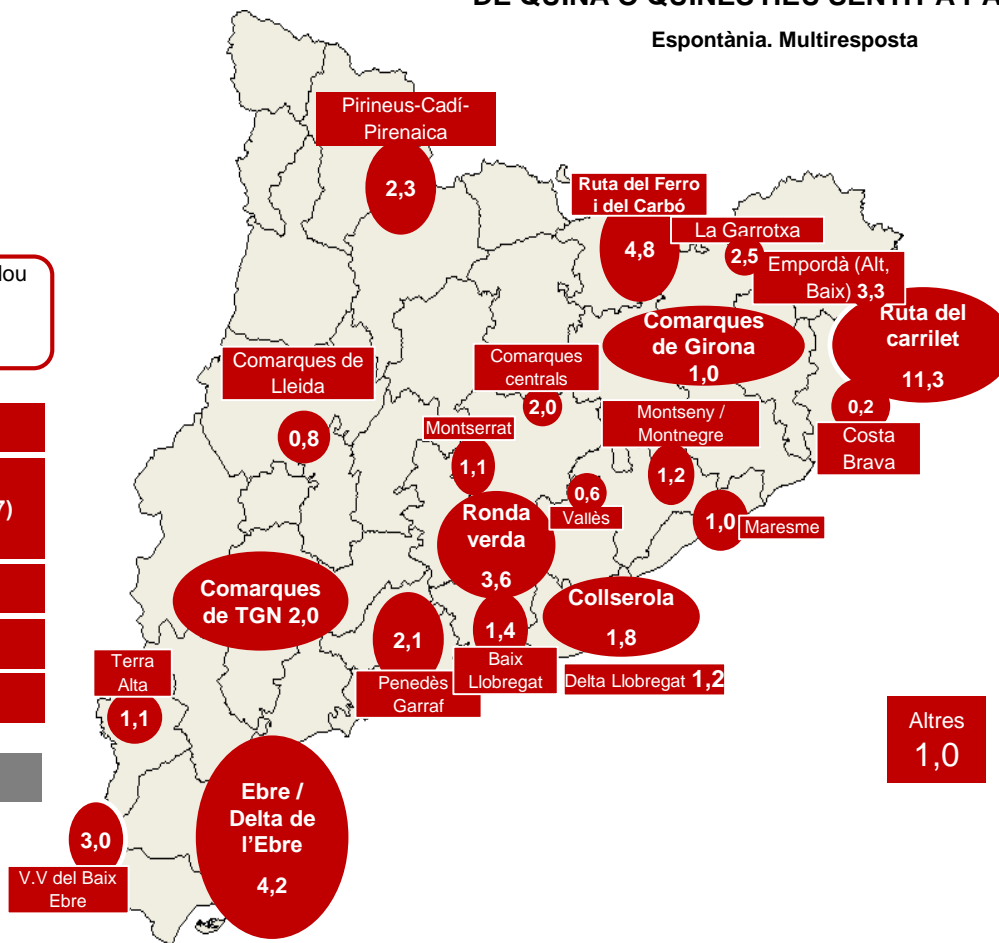 Espontània. Multiresposta
Pirineus-Cadí-
Pirenaica
2,3
Ruta del Ferro
i del Carbó
4,8
La Garrotxa
2,5
Empordà (Alt,
Baix) 3,3
Ruta del
carrilet
11,3
Comarques
de Girona
1,0
0,2
Costa
Brava
Comarques de
Lleida
0,8
Comarques
centrals
2,0
Montserrat
1,1
Montseny /
Montnegre
1,2
0,6
Vallès
1,0
Maresme
Ronda
verda
3,6
Comarques
de TGN 2,0
2,1
Penedès
Garraf
1,4
Baix
Llobregat
Collserola
1,8
Delta Llobregat 1,2
Terra
Alta
1,1
Altres
1,0
Ebre /
Delta de
l'Ebre
4,2
3,0
V.V del Baix
Ebre